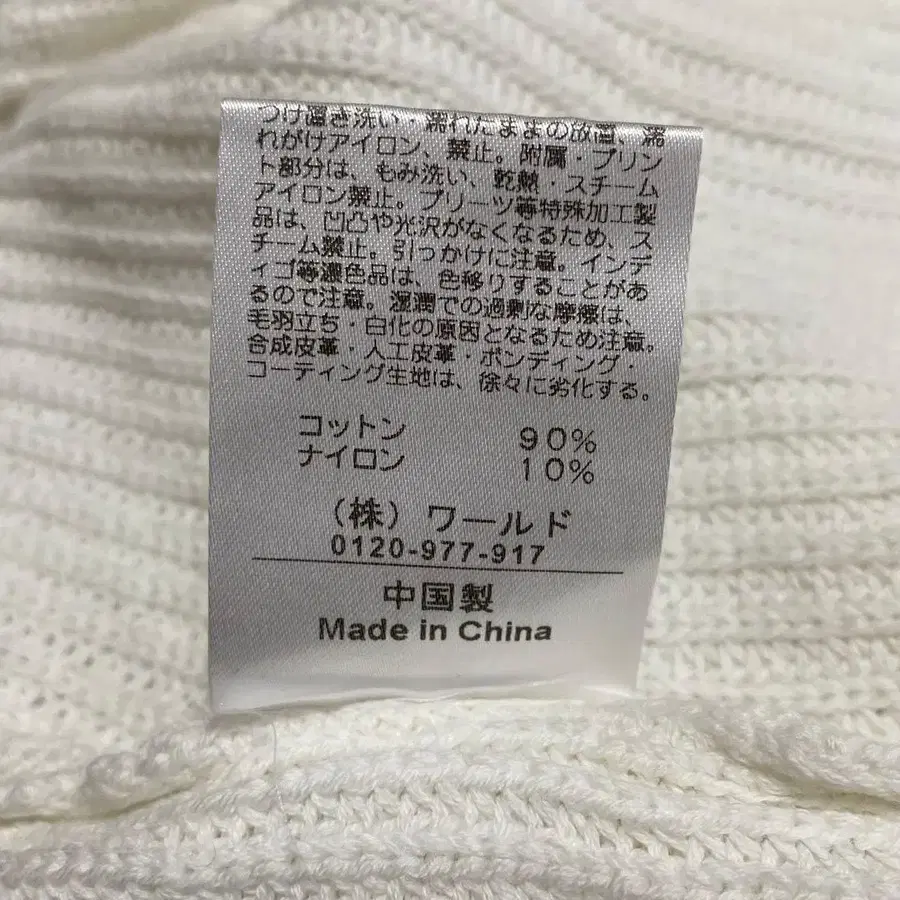 つけ置き洗い・濡れたままの放置、濡
れがけアイロン、禁止。附属・プリン
ト部分は、もみ洗い、乾熱・スチーム
アイロン禁止。プリーツ等特殊加工製
品は、凹凸や光沢がなくなるため、ス
チーム禁止。引っかけに注意。インデ
ィゴ等濃色品は、色移りすることがあ
るので注意。湿潤での過剰な摩擦は、
毛羽立ち・白化の原因となるため注意。
合成皮革・人工皮革・ボンディング・
コーティング生地は、徐々に劣化する。
コットン 90%
ナイロン 10%
（株）ワールド
0120-977-917
中国製
Made in China